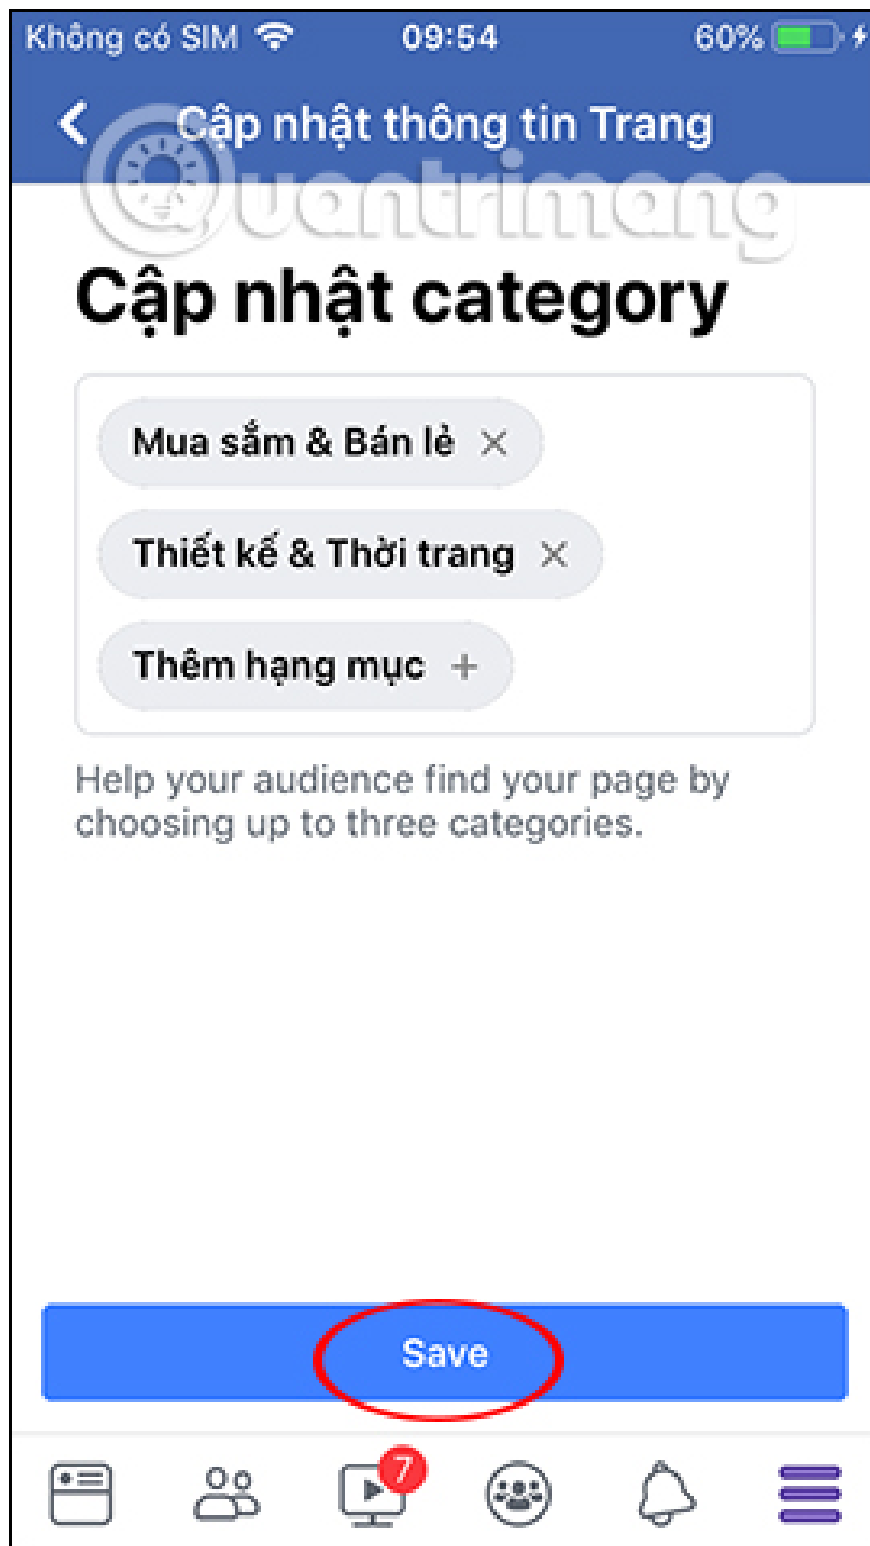 Không có SIM 09:54 60%
Cập nhật thông tin Trang
Quantrimang
Cập nhật category
Mua sắm & Bán lẻ ×
Thiết kế & Thời trang ×
Thêm hạng mục +
Help your audience find your page by
choosing up to three categories.
Save
7